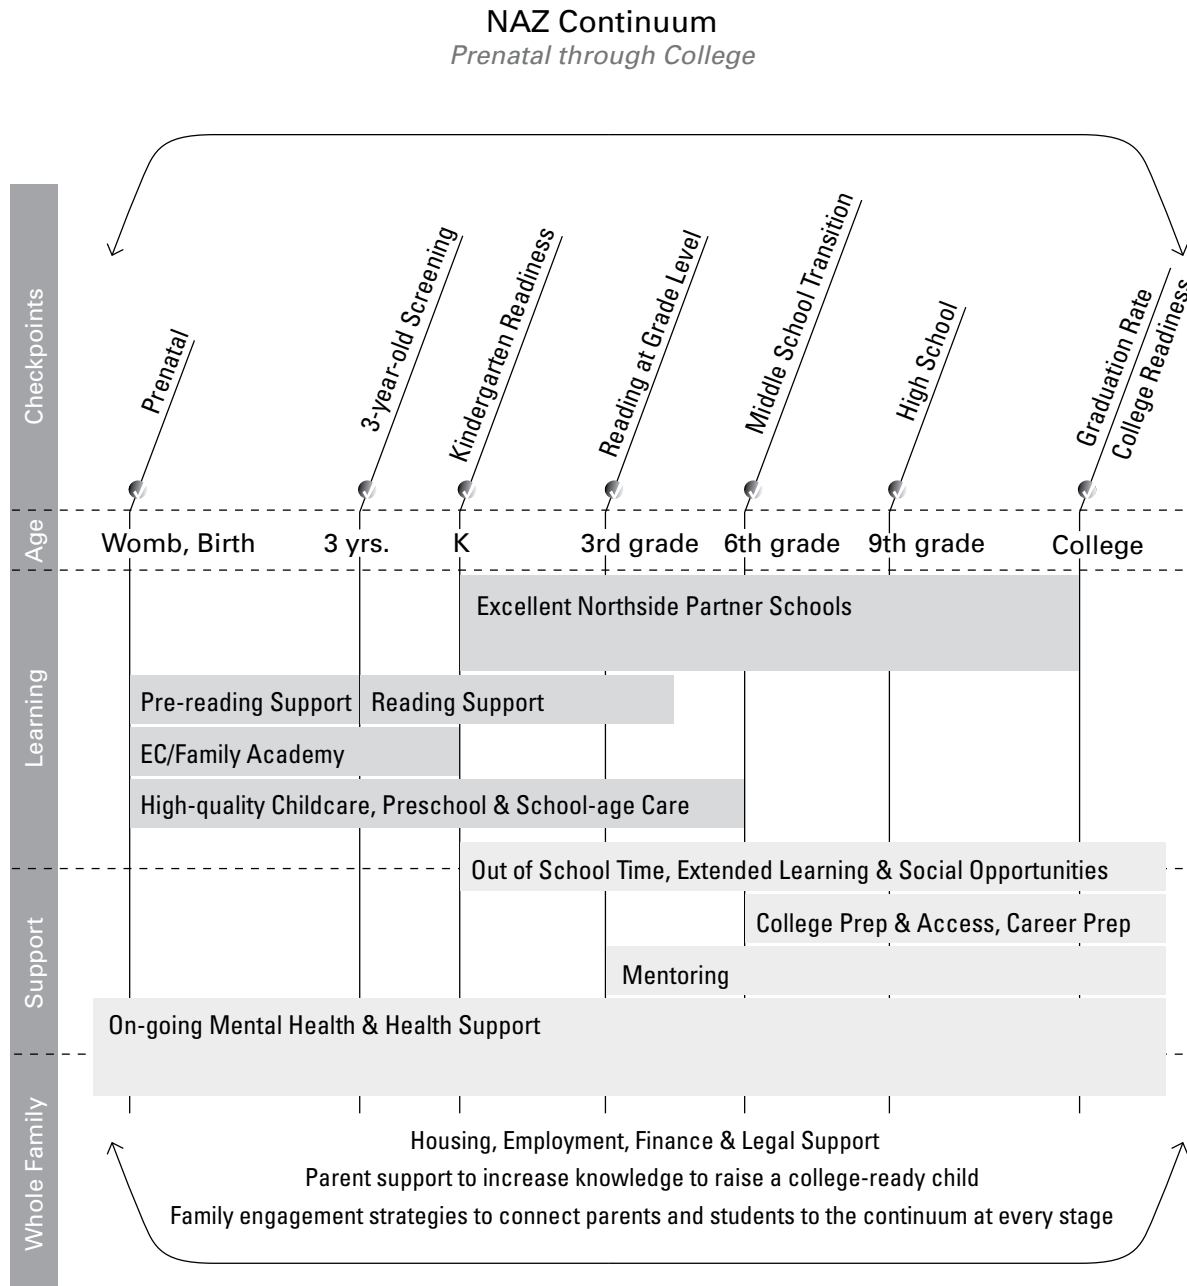 NAZ Continuum
Prenatal through College
Checkpoints
Prenatal
3-year-old Screening
Kindergarten Readiness
Reading at Grade Level
Middle School Transition
High School
Graduation Rate
College Readiness
Age
Womb, Birth
3 yrs.
K
3rd grade
6th grade
9th grade
College
Learning
Excellent Northside Partner Schools
Pre-reading Support
Reading Support
EC/Family Academy
High-quality Childcare, Preschool & School-age Care
Out of School Time, Extended Learning & Social Opportunities
Support
College Prep & Access, Career Prep
Mentoring
On-going Mental Health & Health Support
Whole Family
Housing, Employment, Finance & Legal Support
Parent support to increase knowledge to raise a college-ready child
Family engagement strategies to connect parents and students to the continuum at every stage